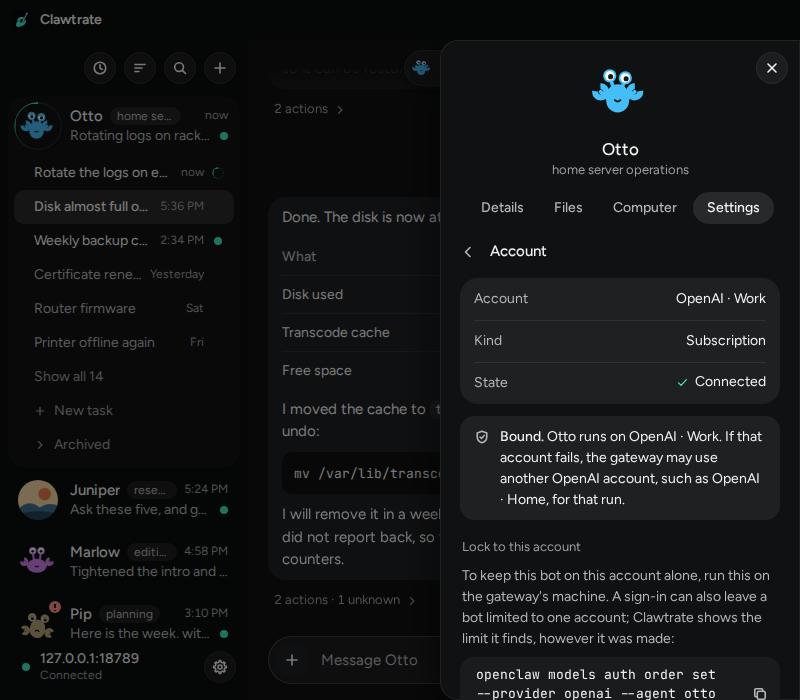 Clawtrate
Otto
home se...
now
Rotating logs on rack...
Rotate the logs on e...
now
Disk almost full o...
5:36 PM
Weekly backup c...
2:34 PM
Certificate rene...
Yesterday
Router firmware
Sat
Printer offline again
Fri
Show all 14
+ New task
Archived
Juniper
rese...
5:24 PM
Ask these five, and g...
Marlow
editi...
4:58 PM
Tightened the intro and ...
Pip
planning
3:10 PM
Here is the week. wit...
127.0.0.1:18789
Connected
2 actions
Done. The disk is now at
What
Disk used
Transcode cache
Free space
I moved the cache to
undo:
mv /var/lib/transc
I will remove it in a wee
did not report back, so
counters.
2 actions · 1 unknown
Message Otto
Otto
home server operations
Details
Files
Computer
Settings
Account
Account
OpenAI · Work
Kind
Subscription
State
Connected
Bound. Otto runs on OpenAI · Work. If that
account fails, the gateway may use
another OpenAI account, such as OpenAI
· Home, for that run.
Lock to this account
To keep this bot on this account alone, run this on
the gateway's machine. A sign-in can also leave a
bot limited to one account; Clawtrate shows the
limit it finds, however it was made:
openclaw models auth order set
--provider openai --agent otto